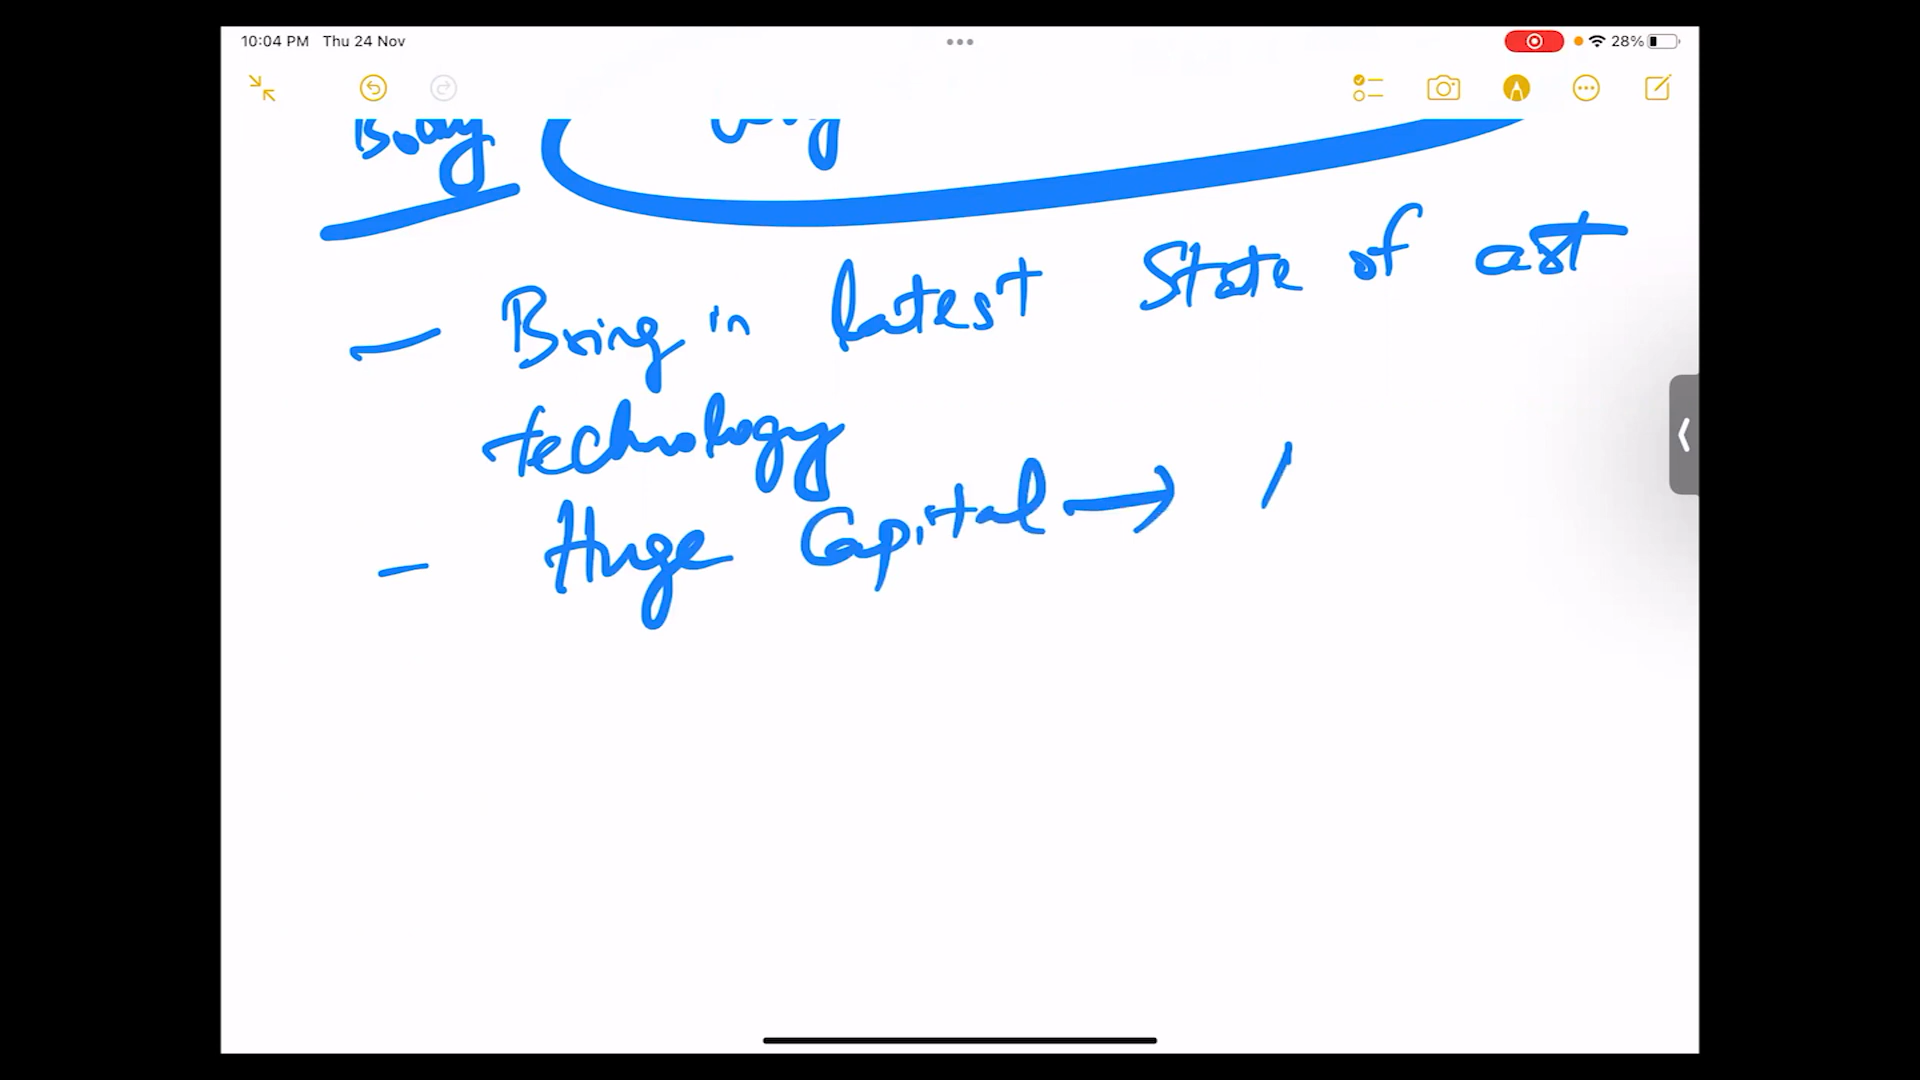 10:04 PM Thu 24 Nov
28%
Body
- Bring in latest State of art
technology
- Huge Capital →